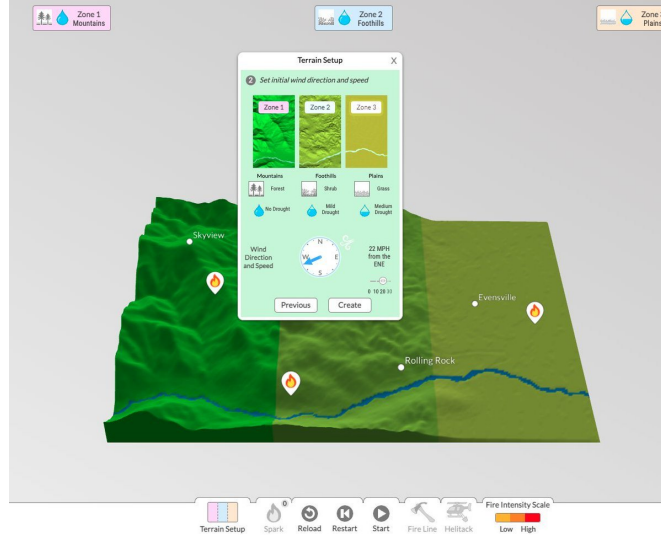 Zone 1
Mountains
Zone 2
Foothills
Zone 3
Plains
Terrain Setup
X
2 Set initial wind direction and speed
Zone 1
Zone 2
Zone 3
Mountains
Foothills
Plains
Forest
Shrub
Grass
No Drought
Mild
Drought
Medium
Drought
Wind
Direction
and Speed
N
W
E
S
22 MPH
from the
ENE
0 10 20 30
Previous
Create
Skyview
Evensville
Rolling Rock
0
Terrain Setup
Spark
Reload
Restart
Start
Fire Line
Helitack
Fire Intensity Scale
Low High